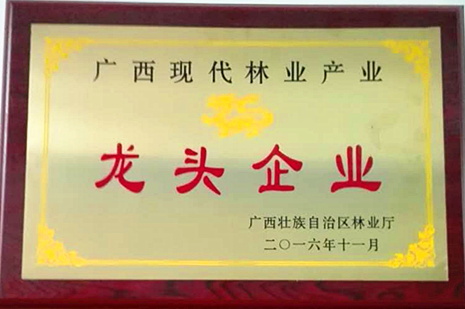 广西现代林业产业
龙头企业
广西壮族自治区林业厅
二〇一六年十一月